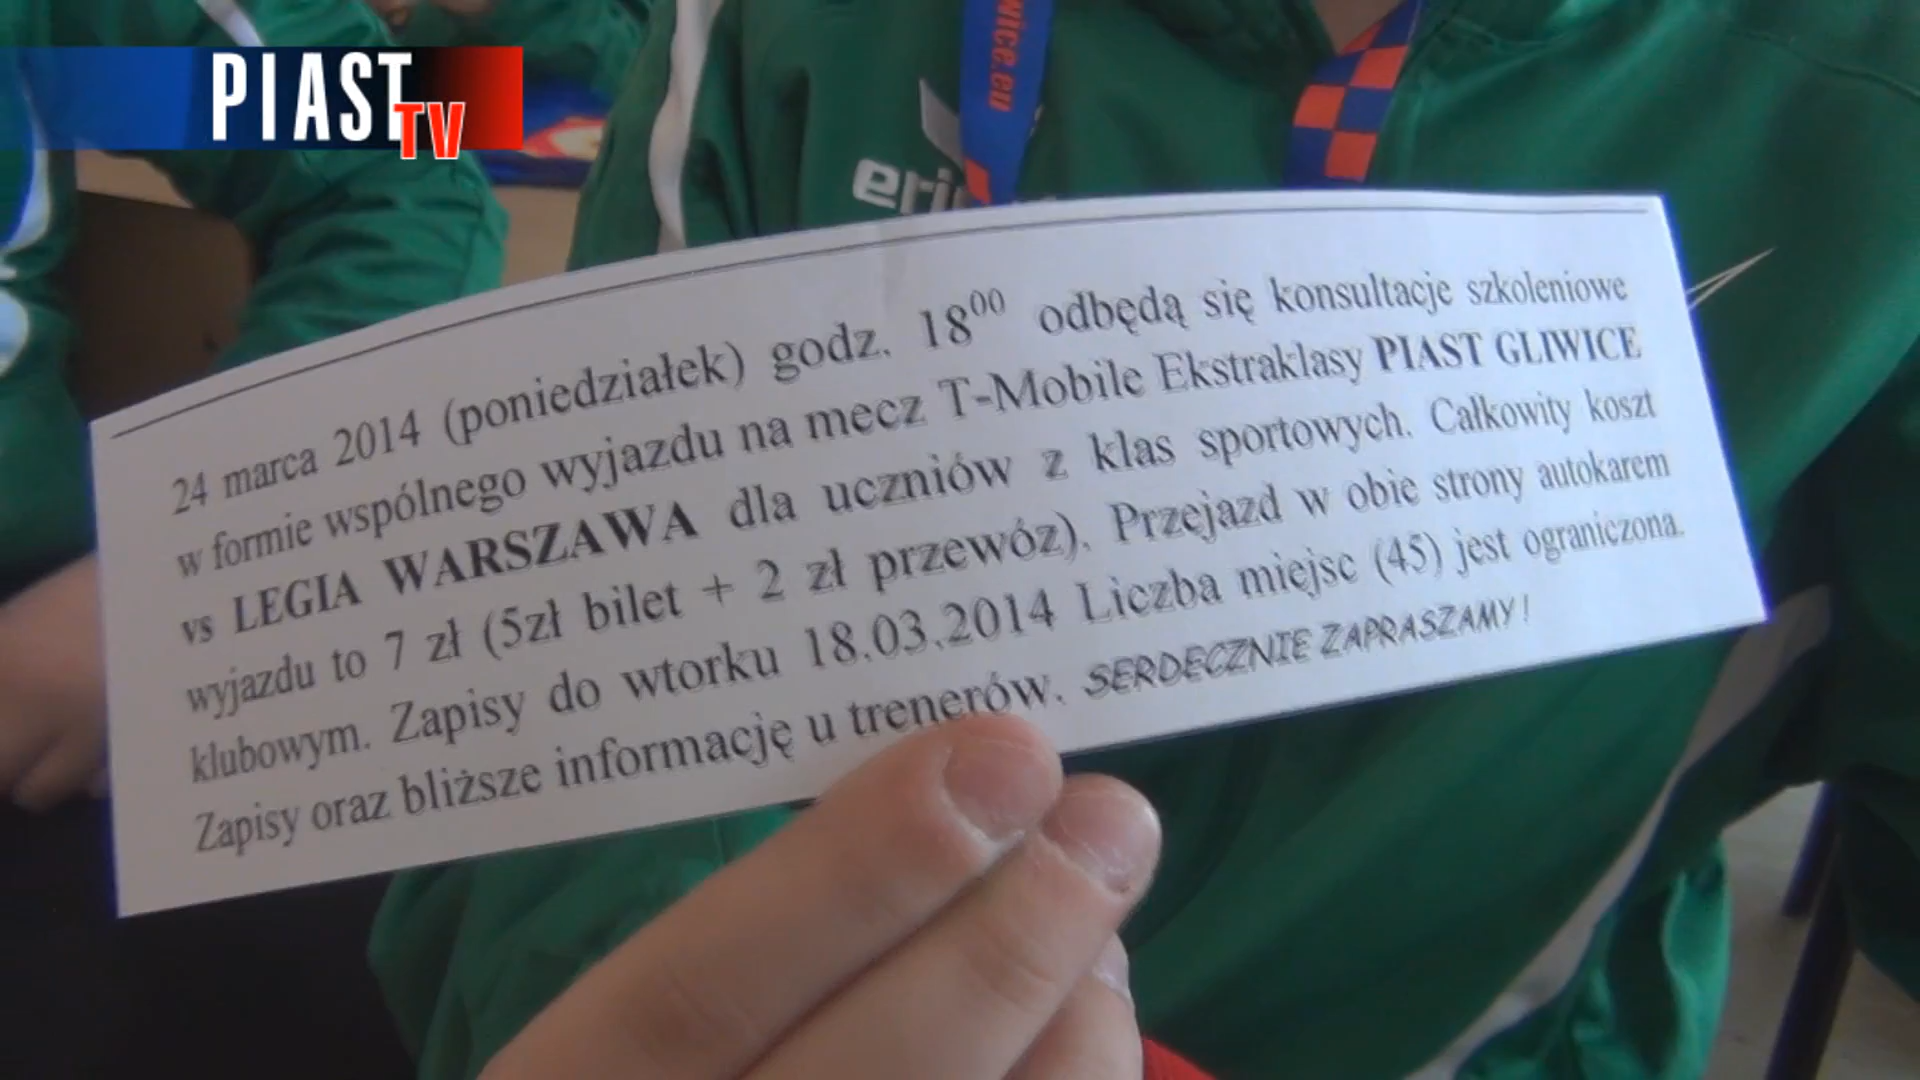 PIAST
TV
wice.eu
24 marca 2014 (poniedziałek) godz. 18⁰⁰ odbędą się konsultacje szkoleniowe
w formie wspólnego wyjazdu na mecz T-Mobile Ekstraklasy PIAST GLIWICE
vs LEGIA WARSZAWA dla uczniów z klas sportowych. Całkowity koszt
wyjazdu to 7 zł (5zł bilet + 2 zł przewóz). Przejazd w obie strony autokarem
klubowym. Zapisy do wtorku 18.03.2014 Liczba miejsc (45) jest ograniczona.
Zapisy oraz bliższe informację u trenerów. SERDECZNIE ZAPRASZAMY!